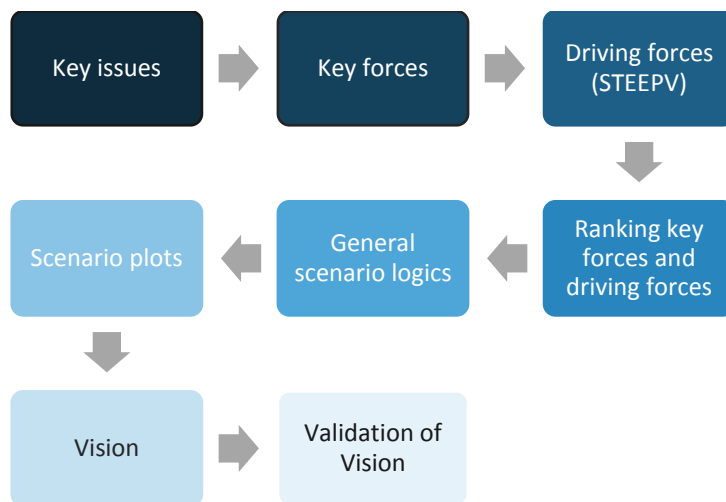 Key issues
Key forces
Driving forces
(STEEPV)
Ranking key
forces and
driving forces
General
scenario logics
Scenario plots
Vision
Validation of
Vision